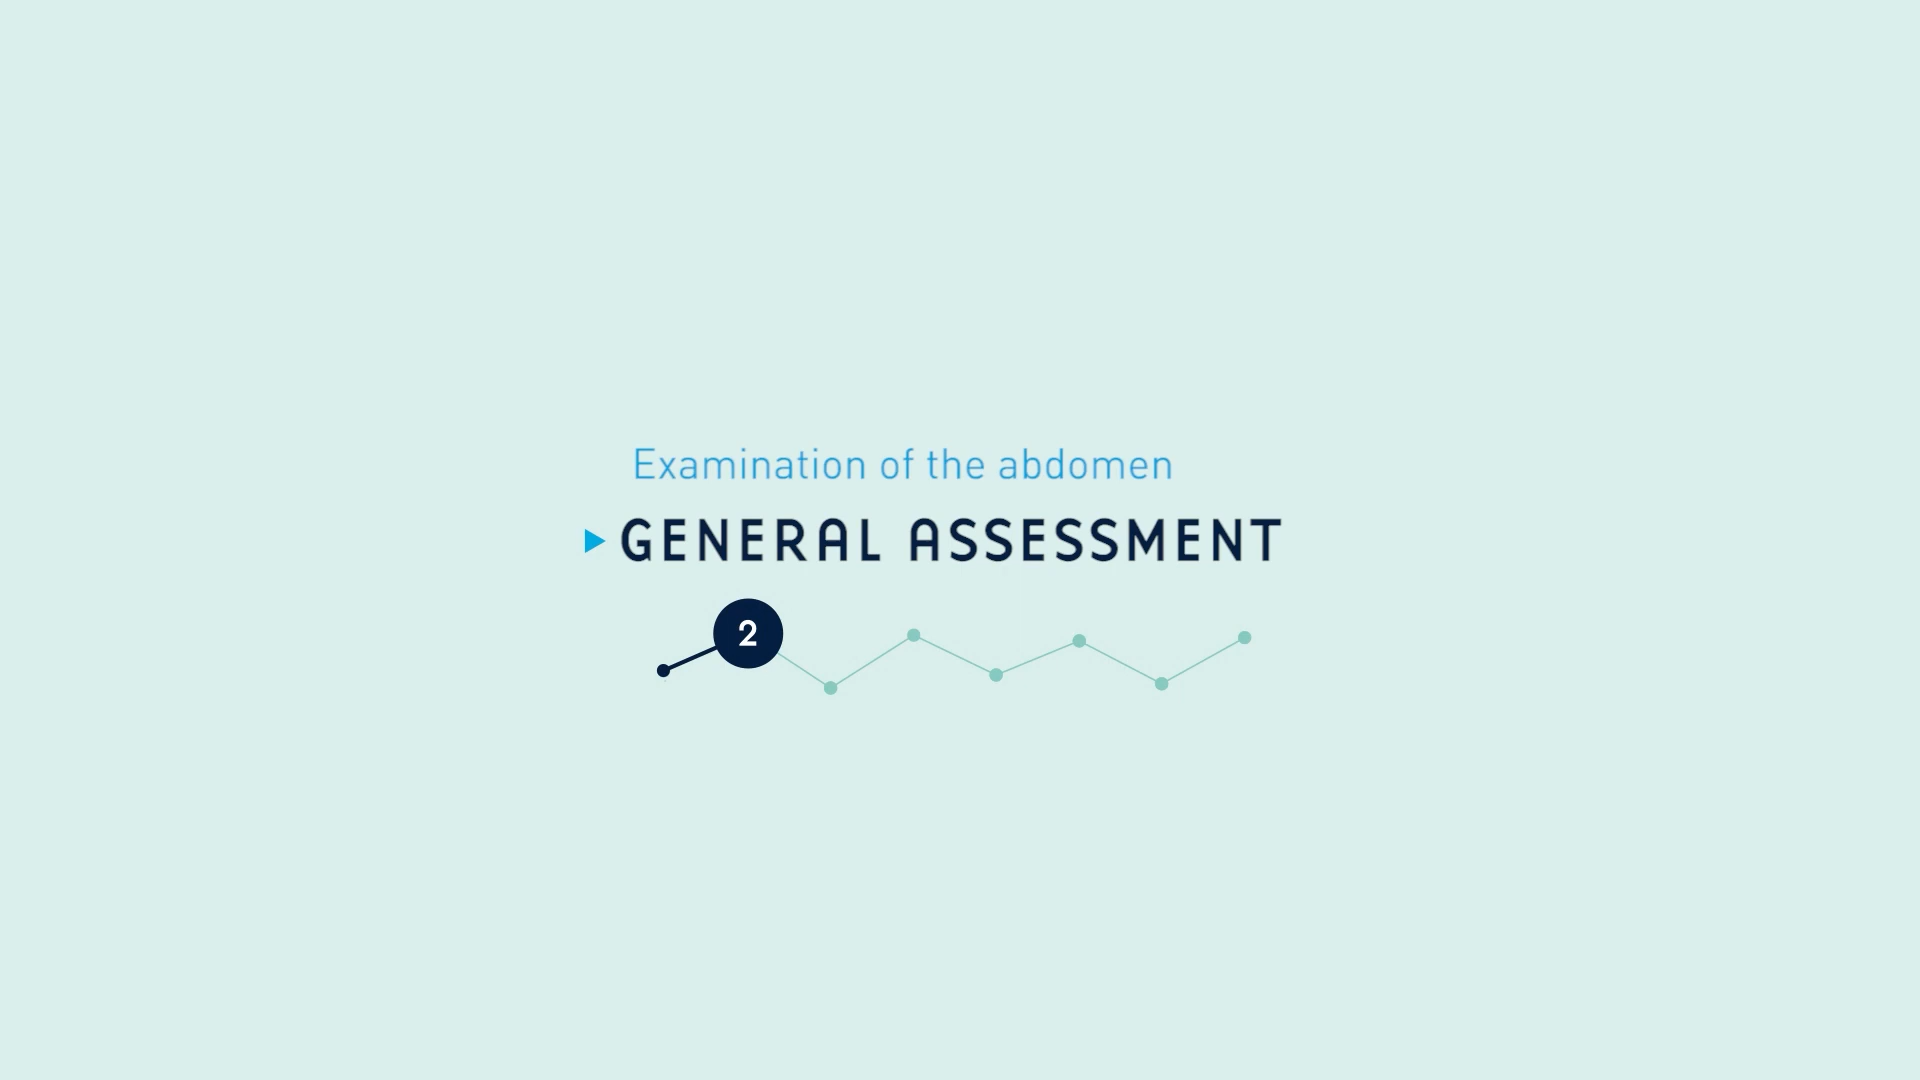 Examination of the abdomen
GENERAL ASSESSMENT
2